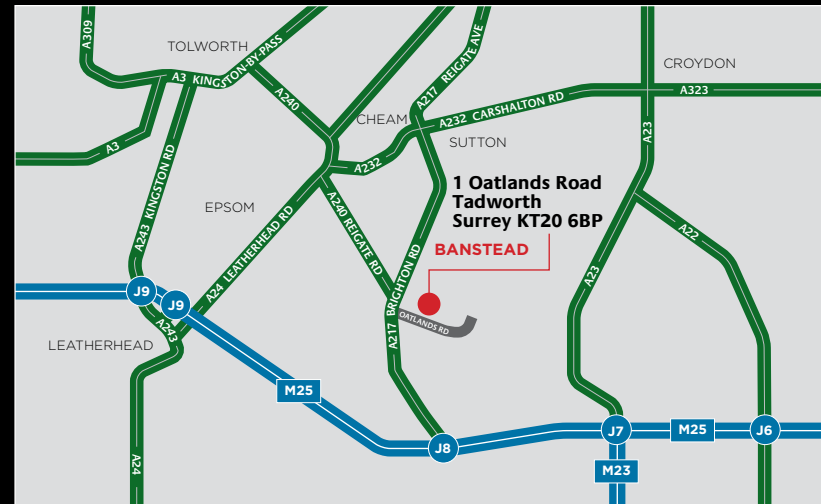 A309
TOLWORTH
A3 KINGSTON-BY-PASS
A217 REIGATE AVE
CROYDON
A240
CHEAM
A232 CARSHALTON RD
A323
A3
A23
SUTTON
A232
A243 KINGSTON RD
EPSOM
A240 REIGATE RD
1 Oatlands Road
Tadworth
Surrey KT20 6BP
BANSTEAD
A22
A24 LEATHERHEAD RD
A23
J9
J9
A217 BRIGHTON RD
OATLANDS RD
A243
LEATHERHEAD
M25
J8
J7
M25
J6
A24
M23